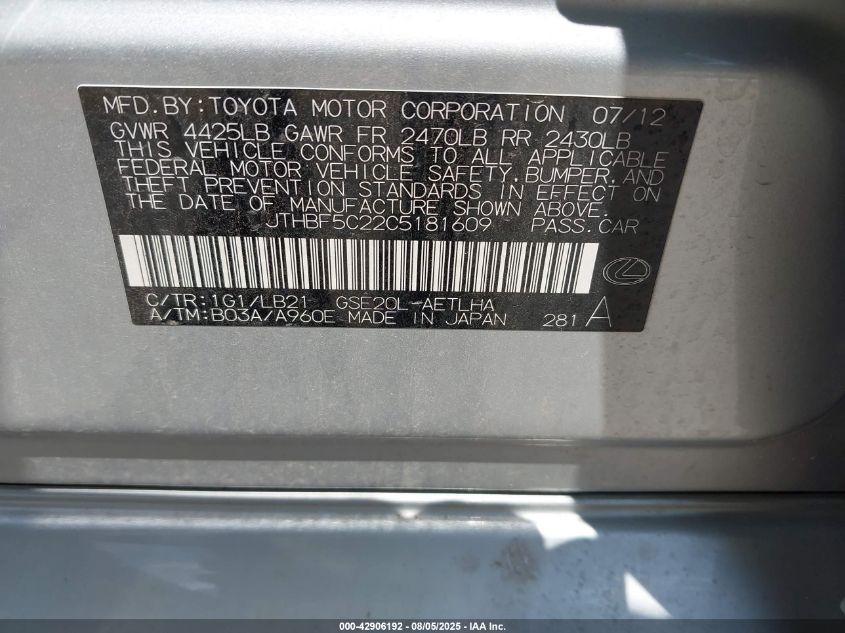 MFD.BY:TOYOTA MOTOR CORPORATION 07/12
GVWR 4425LB GAWR FR 2470LB RR 2430LB
THIS VEHICLE CONFORMS TO ALL APPLICABLE
FEDERAL MOTOR VEHICLE SAFETY,BUMPER,AND
THEFT PREVENTION STANDARDS IN EFFECT ON
THE DATE OF MANUFACTURE SHOWN ABOVE.
JTHBF5C22C5181609 PASS.CAR
C/TR:1G1/LB21 GSE20L-AETLHA
A/TM:B03A/A960E MADE IN JAPAN 281 A
000-42906192 - 08/05/2025 - IAA Inc.